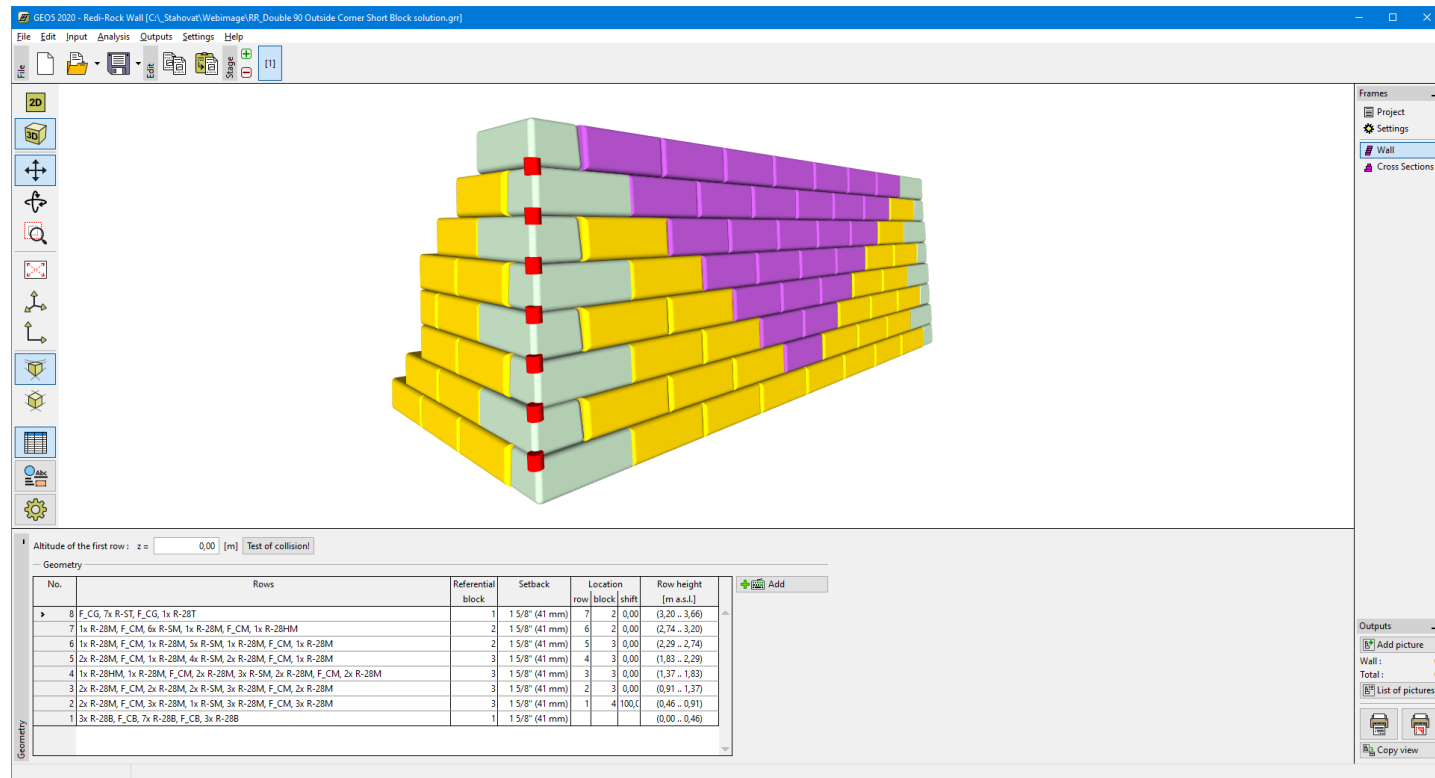 GEO5 2020 - Redi-Rock Wall [C:\_Stahovat\Webimage\RR_Double 90 Outside Corner Short Block solution.grr]
File Edit Input Analysis Outputs Settings Help
File Edit Stage [1]
2D
3D
Abc
Frames
Project
Settings
Wall
Cross Sections
Altitude of the first row : z = 0,00 [m] Test of collision!
Geometry
No. Rows Referential block Setback Location row block shift Row height [m a.s.l.]
Add
8 F_CG, 7x R-ST, F_CG, 1x R-28T 1 1 5/8" (41 mm) 7 2 0,00 (3,20 .. 3,66)
7 1x R-28M, F_CM, 6x R-SM, 1x R-28M, F_CM, 1x R-28HM 2 1 5/8" (41 mm) 6 2 0,00 (2,74 .. 3,20)
6 1x R-28M, F_CM, 1x R-28M, 5x R-SM, 1x R-28M, F_CM, 1x R-28M 2 1 5/8" (41 mm) 5 3 0,00 (2,29 .. 2,74)
5 2x R-28M, F_CM, 1x R-28M, 4x R-SM, 2x R-28M, F_CM, 1x R-28M 3 1 5/8" (41 mm) 4 3 0,00 (1,83 .. 2,29)
4 1x R-28HM, 1x R-28M, F_CM, 2x R-28M, 3x R-SM, 2x R-28M, F_CM, 2x R-28M 3 1 5/8" (41 mm) 3 3 0,00 (1,37 .. 1,83)
3 2x R-28M, F_CM, 2x R-28M, 2x R-SM, 3x R-28M, F_CM, 2x R-28M 3 1 5/8" (41 mm) 2 3 0,00 (0,91 .. 1,37)
2 2x R-28M, F_CM, 3x R-28M, 1x R-SM, 3x R-28M, F_CM, 3x R-28M 3 1 5/8" (41 mm) 1 4 100,0 (0,46 .. 0,91)
1 3x R-28B, F_CB, 7x R-28B, F_CB, 3x R-28B 1 1 5/8" (41 mm) (0,00 .. 0,46)
Geometry
Outputs
Add picture
Wall :
Total :
List of pictures
Copy view